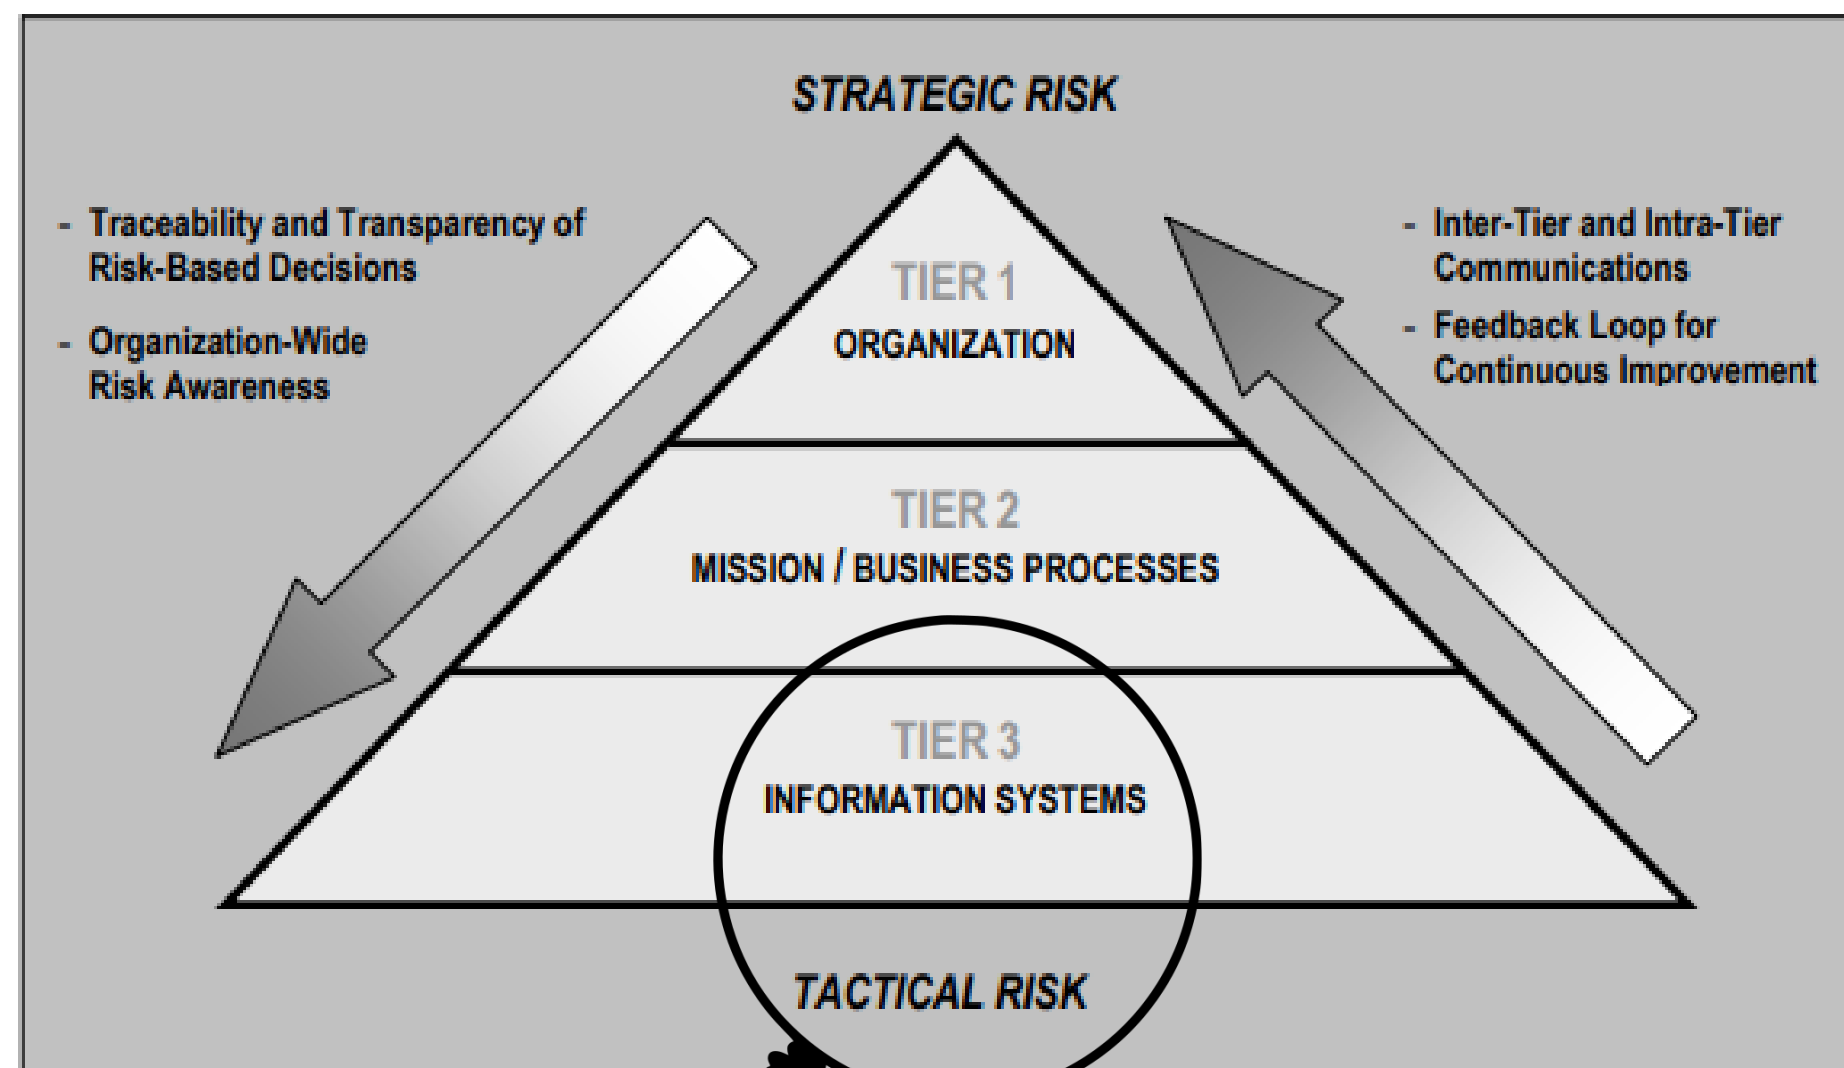 STRATEGIC RISK
- Traceability and Transparency of
Risk-Based Decisions
- Organization-Wide
Risk Awareness
- Inter-Tier and Intra-Tier
Communications
- Feedback Loop for
Continuous Improvement
TIER 1
ORGANIZATION
TIER 2
MISSION / BUSINESS PROCESSES
TIER 3
INFORMATION SYSTEMS
TACTICAL RISK